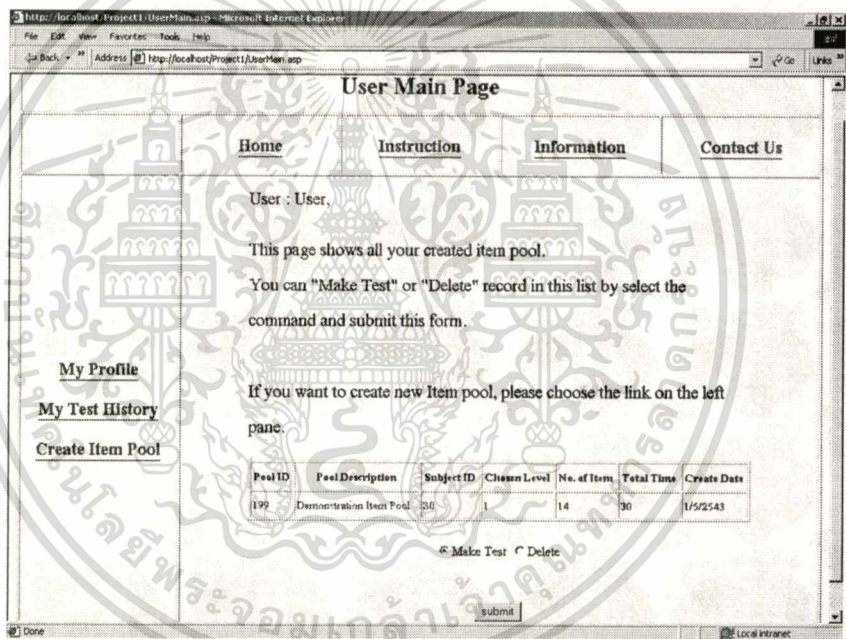 http://localhost/Project1/UserMain.asp - Microsoft Internet Explorer
File Edit View Favorites Tools Help
Back » Address http://localhost/Project1/UserMain.asp Go Links »
User Main Page
Home Instruction Information Contact Us
User : User,
This page shows all your created item pool.
You can "Make Test" or "Delete" record in this list by select the
command and submit this form.
My Profile
My Test History
Create Item Pool
If you want to create new Item pool, please choose the link on the left
pane.
Pool ID Pool Description Subject ID Chosen Level No. of Item Total Time Create Date
199 Demonstration Item Pool 30 1 14 30 1/5/2543
Make Test Delete
submit
Done Local intranet